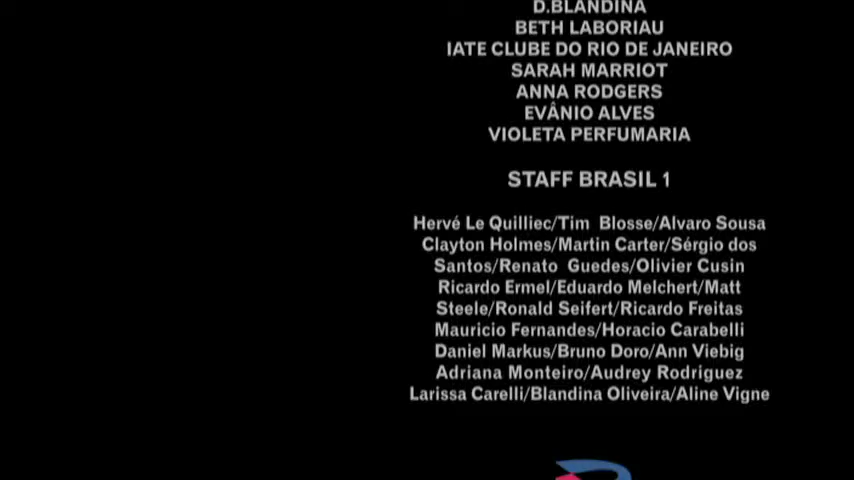 D.BLANDINA
BETH LABORIAU
IATE CLUBE DO RIO DE JANEIRO
SARAH MARRIOT
ANNA RODGERS
EVÂNIO ALVES
VIOLETA PERFUMARIA
STAFF BRASIL 1
Hervé Le Quilliec/Tim Blosse/Alvaro Sousa
Clayton Holmes/Martin Carter/Sérgio dos
Santos/Renato Guedes/Olivier Cusin
Ricardo Ermel/Eduardo Melchert/Matt
Steele/Ronald Seifert/Ricardo Freitas
Mauricio Fernandes/Horacio Carabelli
Daniel Markus/Bruno Doro/Ann Viebig
Adriana Monteiro/Audrey Rodriguez
Larissa Carelli/Blandina Oliveira/Aline Vigne